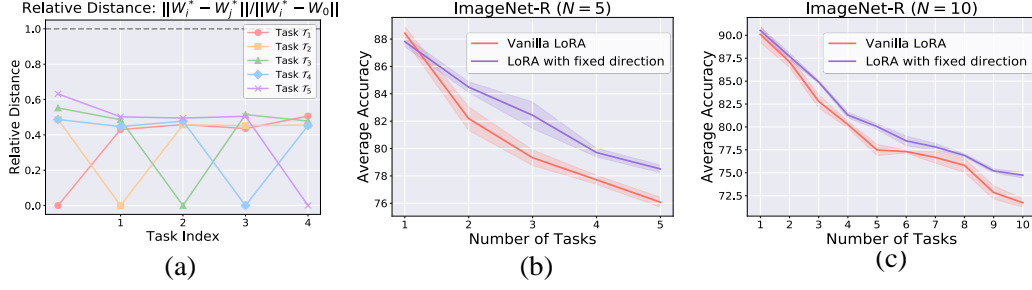 Relative Distance: ||W_i^* − W_j^*||/||W_i^* − W_0||
Relative Distance
1.0
0.8
0.6
0.4
0.2
0.0
Task 𝒯₁
Task 𝒯₂
Task 𝒯₃
Task 𝒯₄
Task 𝒯₅
1 2 3 4
Task Index
(a)
ImageNet-R (N = 5)
Average Accuracy
88
86
84
82
80
78
76
Vanilla LoRA
LoRA with fixed direction
1 2 3 4 5
Number of Tasks
(b)
ImageNet-R (N = 10)
Average Accuracy
90.0
87.5
85.0
82.5
80.0
77.5
75.0
72.5
Vanilla LoRA
LoRA with fixed direction
1 2 3 4 5 6 7 8 9 10
Number of Tasks
(c)